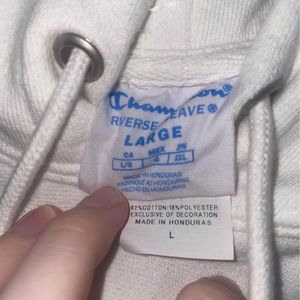 Champion®
REVERSE WEAVE®
LARGE
CA MEX JPN
L/G G 2XL
MADE IN HONDURAS
FABRIQUÉ AU HONDURAS
HECHO EN HONDURAS
82%COTTON/18%POLYESTER
EXCLUSIVE OF DECORATION
MADE IN HONDURAS
L